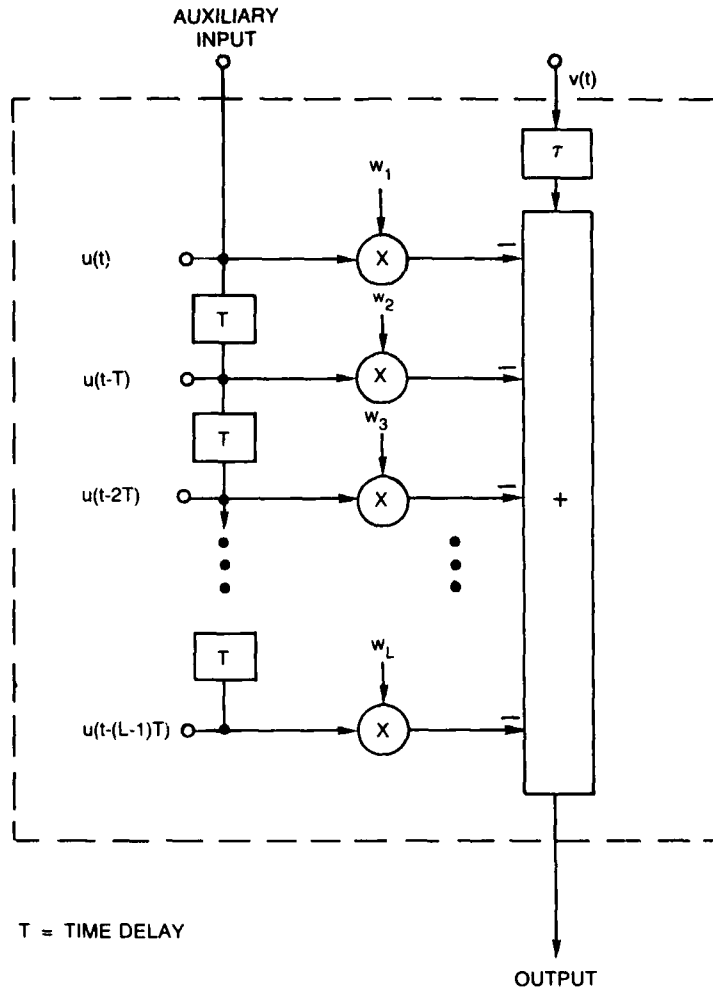 AUXILIARY
INPUT
v(t)
τ
w1
u(t)
X
−
T
w2
u(t-T)
X
−
T
w3
u(t-2T)
X
−
+
T
wL
u(t-(L-1)T)
X
−
T = TIME DELAY
OUTPUT